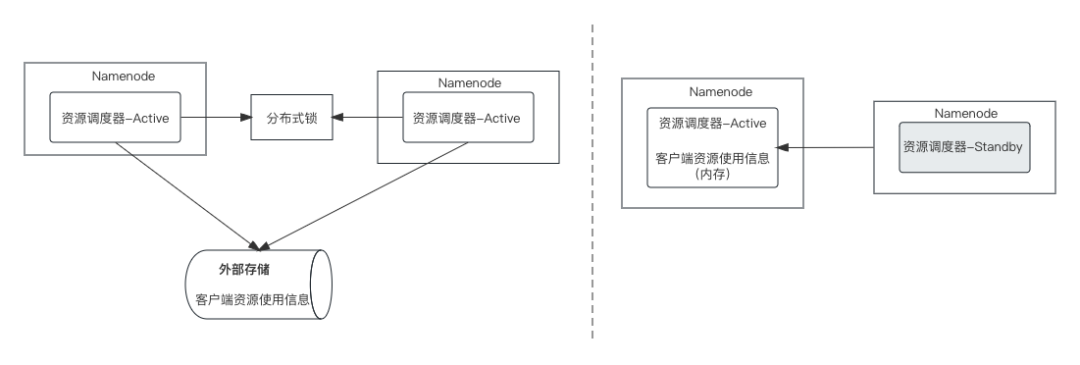 Namenode
资源调度器-Active
分布式锁
Namenode
资源调度器-Active
外部存储
客户端资源使用信息
Namenode
资源调度器-Active
客户端资源使用信息
（内存）
Namenode
资源调度器-Standby